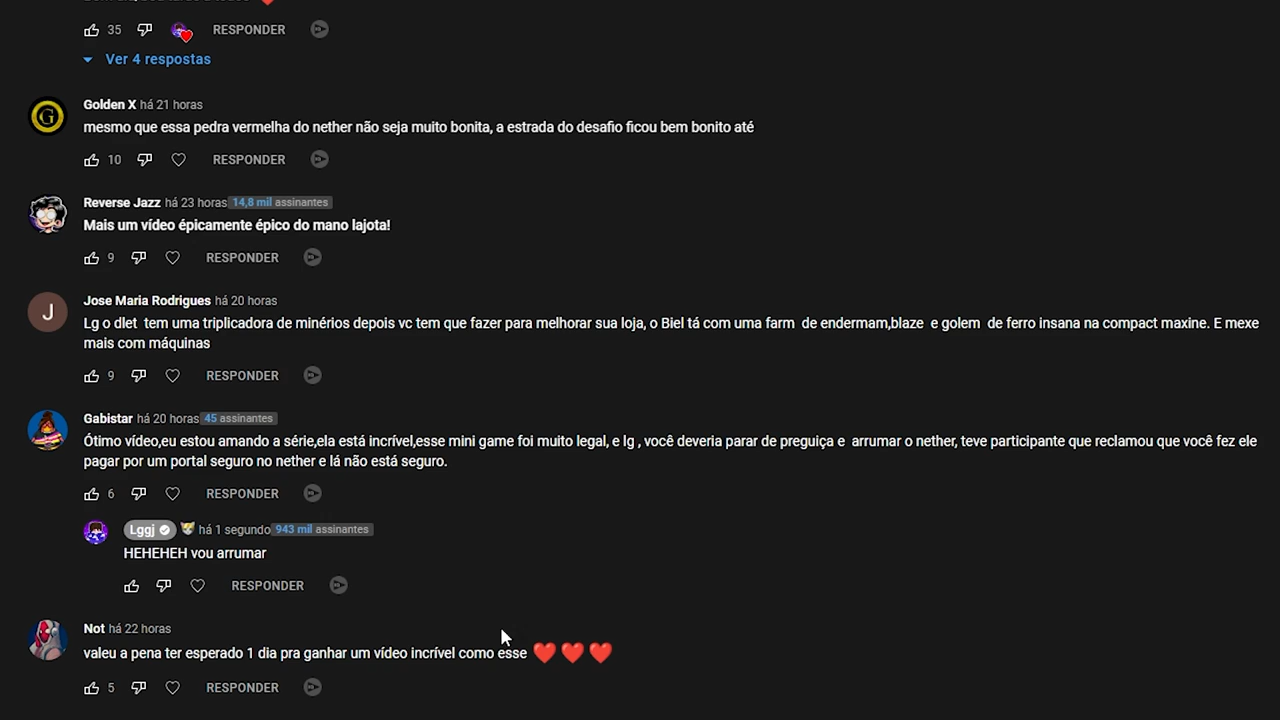 35 RESPONDER
Ver 4 respostas
Golden X há 21 horas
G
mesmo que essa pedra vermelha do nether não seja muito bonita, a estrada do desafio ficou bem bonito até
10 RESPONDER
Reverse Jazz há 23 horas 14,8 mil assinantes
Mais um vídeo épicamente épico do mano lajota!
9 RESPONDER
Jose Maria Rodrigues há 20 horas
J
Lg o dlet tem uma triplicadora de minérios depois vc tem que fazer para melhorar sua loja, o Biel tá com uma farm de endermam,blaze e golem de ferro insana na compact maxine. E mexe
mais com máquinas
9 RESPONDER
Gabistar há 20 horas 45 assinantes
Ótimo vídeo,eu estou amando a série,ela está incrível,esse mini game foi muito legal, e lg , você deveria parar de preguiça e arrumar o nether, teve participante que reclamou que você fez ele
pagar por um portal seguro no nether e lá não está seguro.
6 RESPONDER
Lggj há 1 segundo 943 mil assinantes
HEHEHEH vou arrumar
RESPONDER
Not há 22 horas
valeu a pena ter esperado 1 dia pra ganhar um vídeo incrível como esse ❤️ ❤️ ❤️
5 RESPONDER